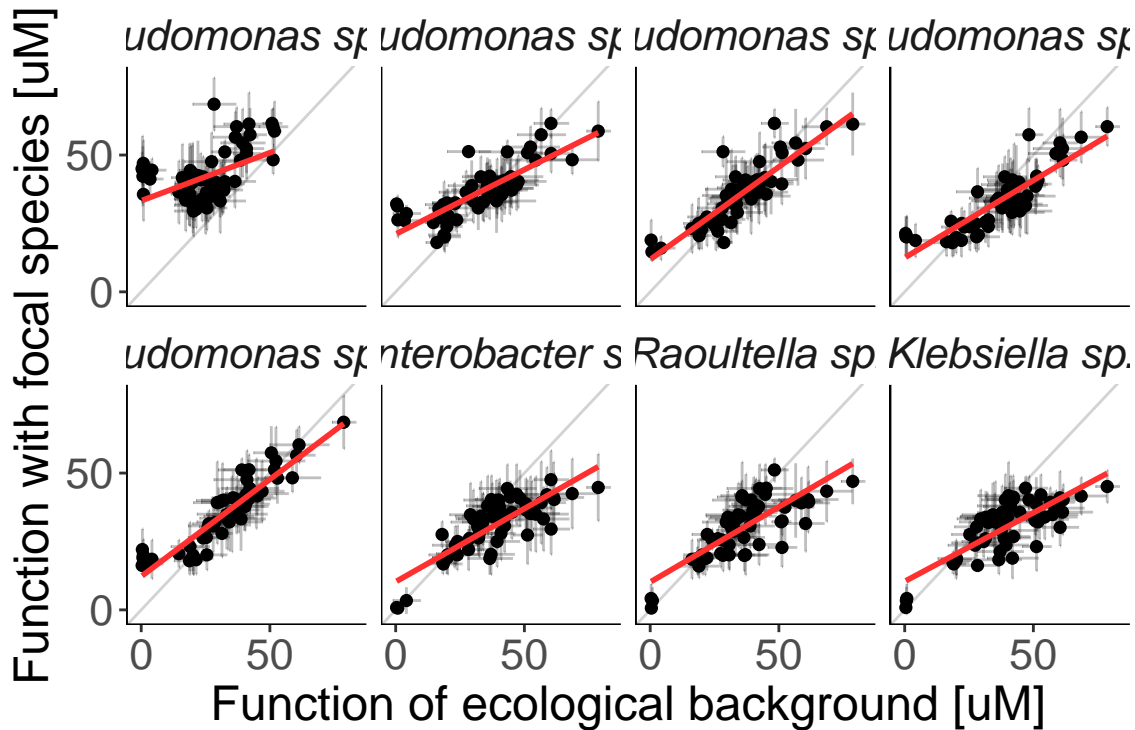 udomonas sp
udomonas sp
udomonas sp
udomonas sp
Function with focal species [uM]
50
0
udomonas sp
nterobacter s
Raoultella sp
Klebsiella sp.
50
0
0
50
0
50
0
50
0
50
Function of ecological background [uM]